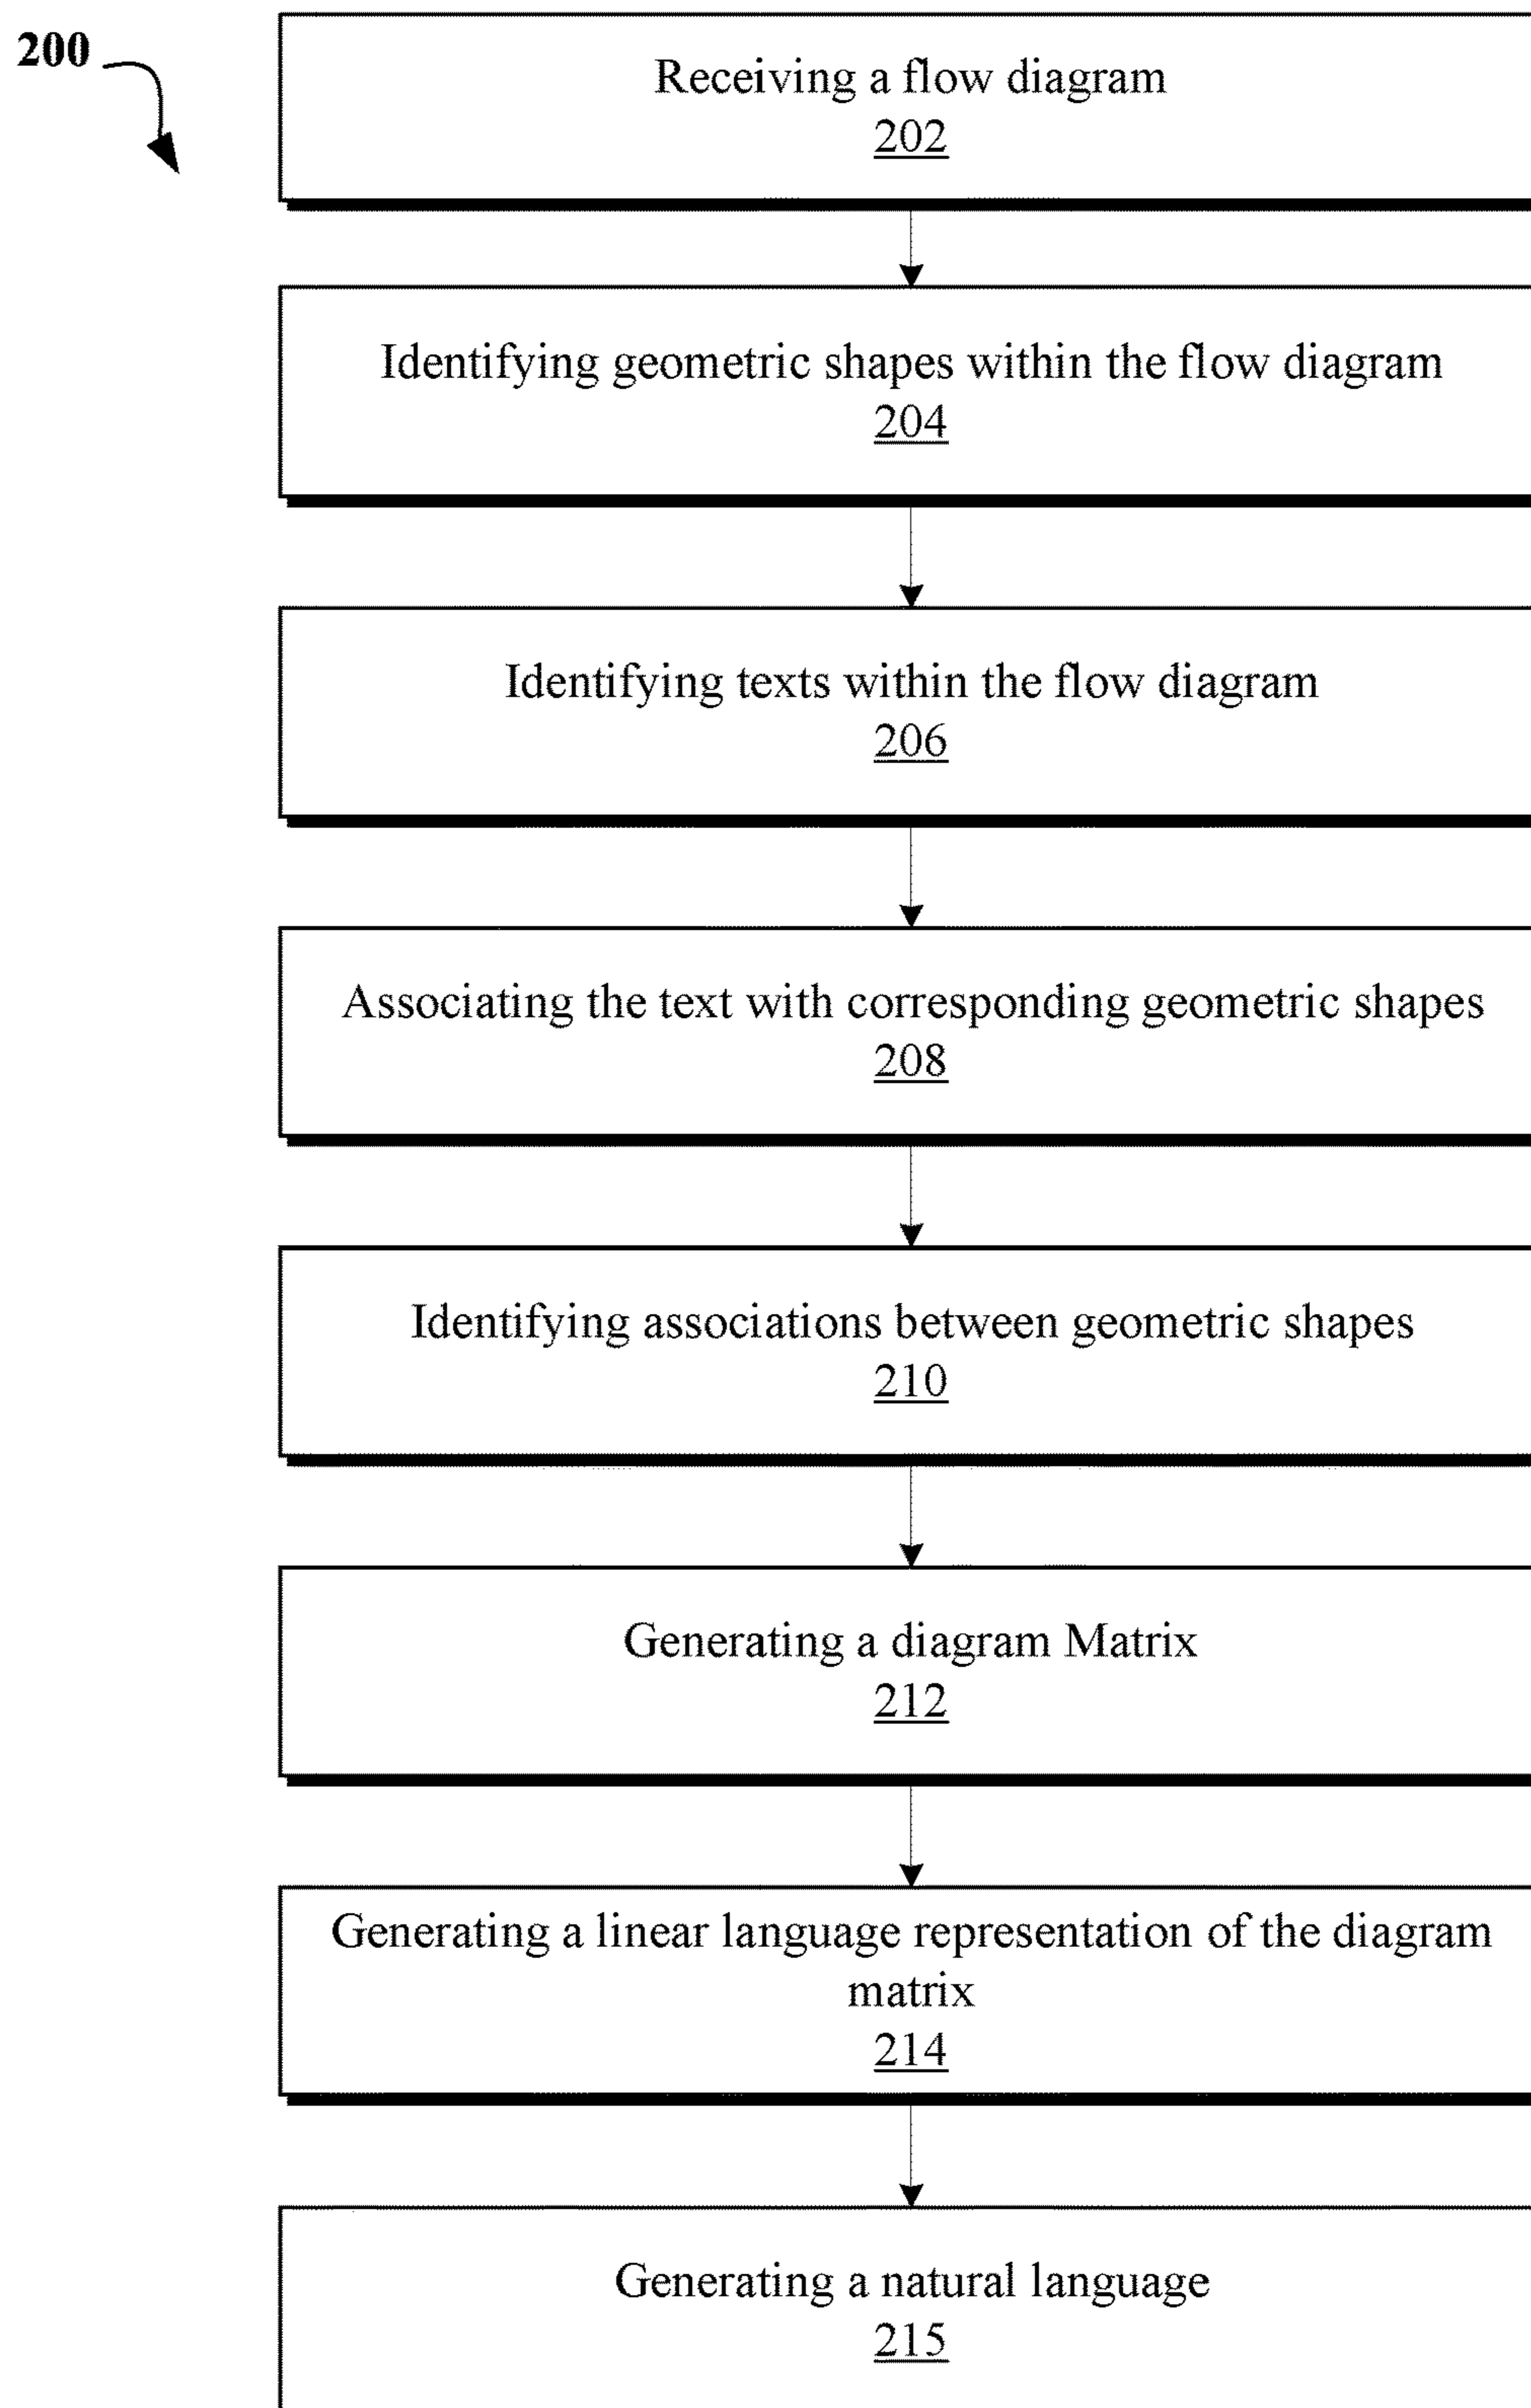 200
Receiving a flow diagram
202
Identifying geometric shapes within the flow diagram
204
Identifying texts within the flow diagram
206
Associating the text with corresponding geometric shapes
208
Identifying associations between geometric shapes
210
Generating a diagram Matrix
212
Generating a linear language representation of the diagram
matrix
214
Generating a natural language
215